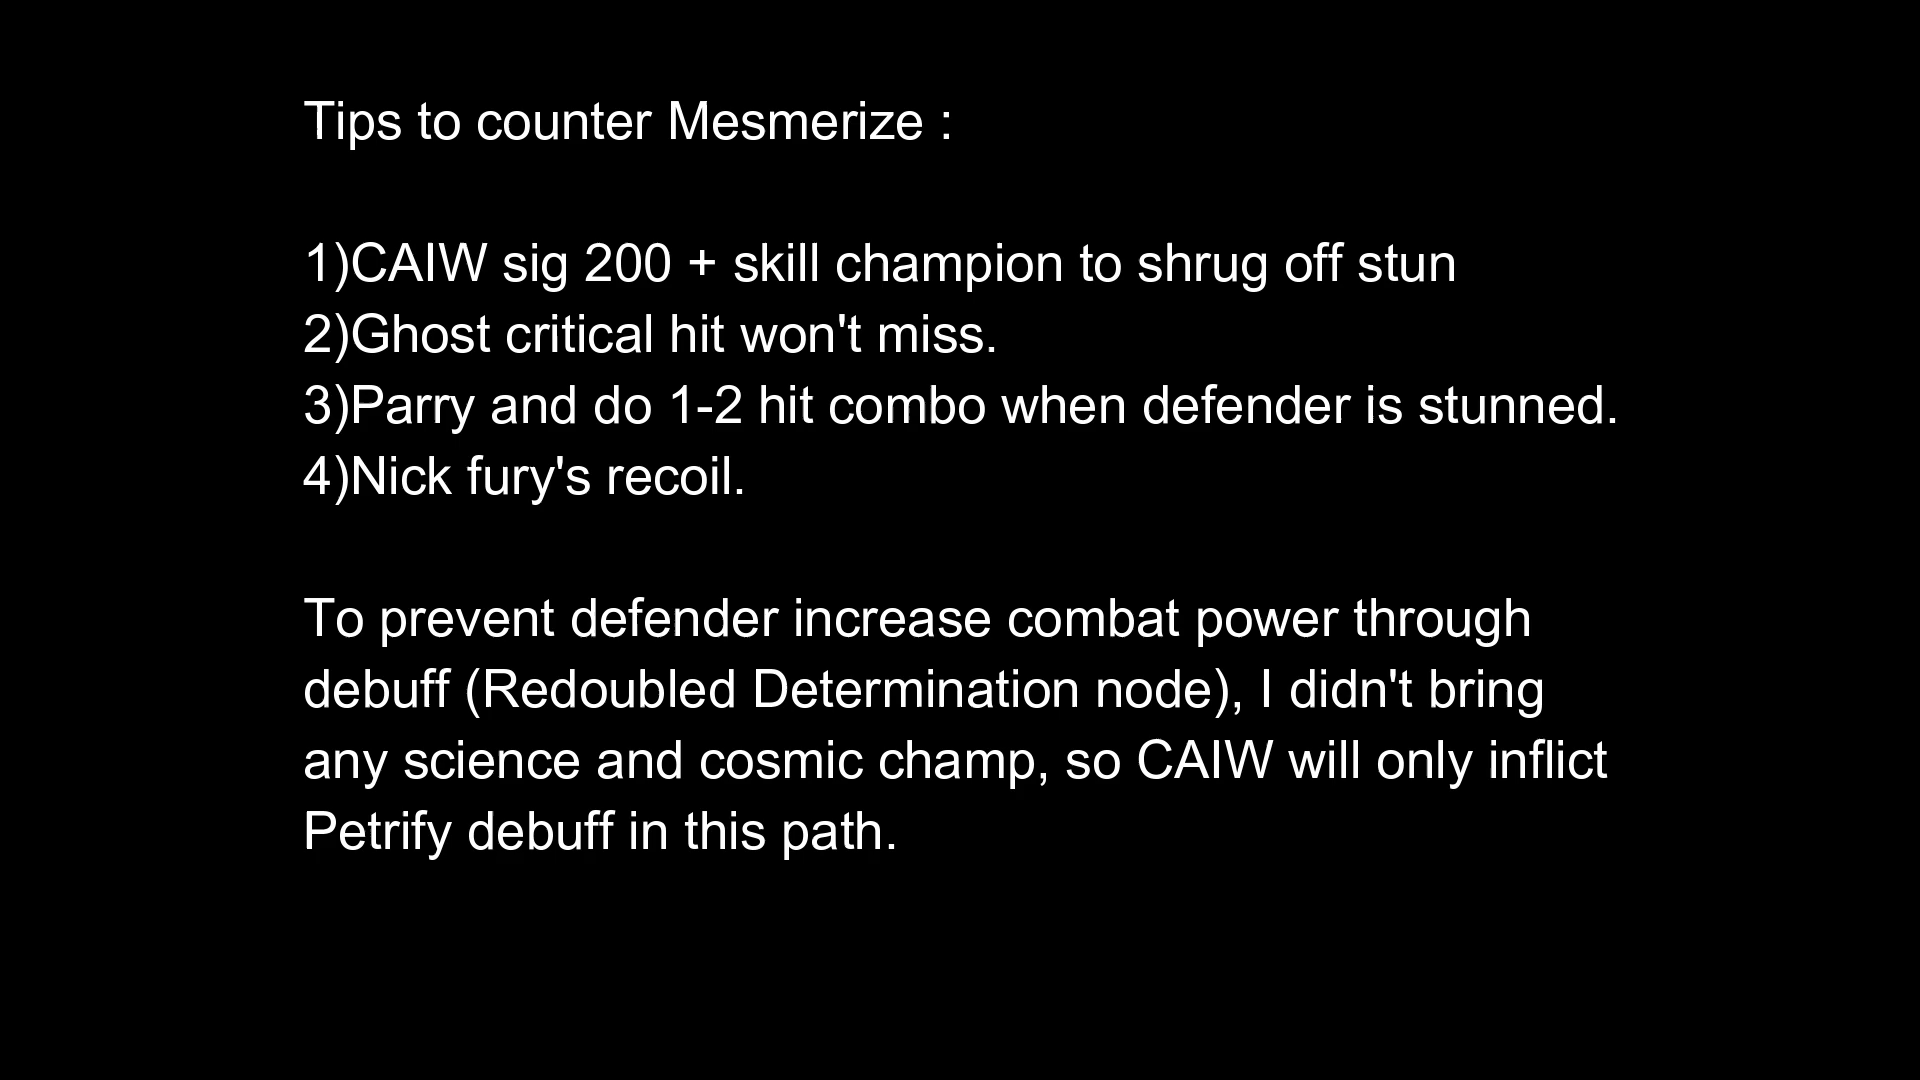 Tips to counter Mesmerize :
1)CAIW sig 200 + skill champion to shrug off stun
2)Ghost critical hit won't miss.
3)Parry and do 1-2 hit combo when defender is stunned.
4)Nick fury's recoil.
To prevent defender increase combat power through
debuff (Redoubled Determination node), I didn't bring
any science and cosmic champ, so CAIW will only inflict
Petrify debuff in this path.